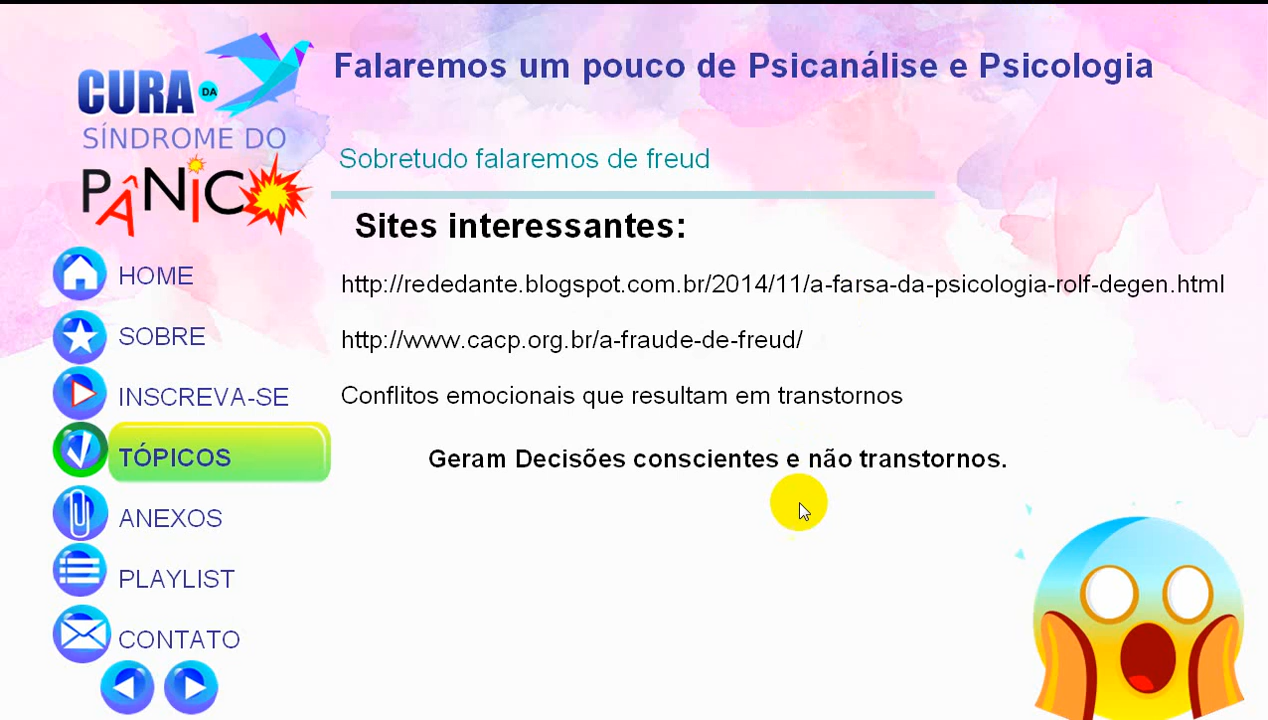 CURA DA
SÍNDROME DO
PÂNICO
Falaremos um pouco de Psicanálise e Psicologia
Sobretudo falaremos de freud
Sites interessantes:
http://rededante.blogspot.com.br/2014/11/a-farsa-da-psicologia-rolf-degen.html
http://www.cacp.org.br/a-fraude-de-freud/
Conflitos emocionais que resultam em transtornos
Geram Decisões conscientes e não transtornos.
HOME
SOBRE
INSCREVA-SE
TÓPICOS
ANEXOS
PLAYLIST
CONTATO